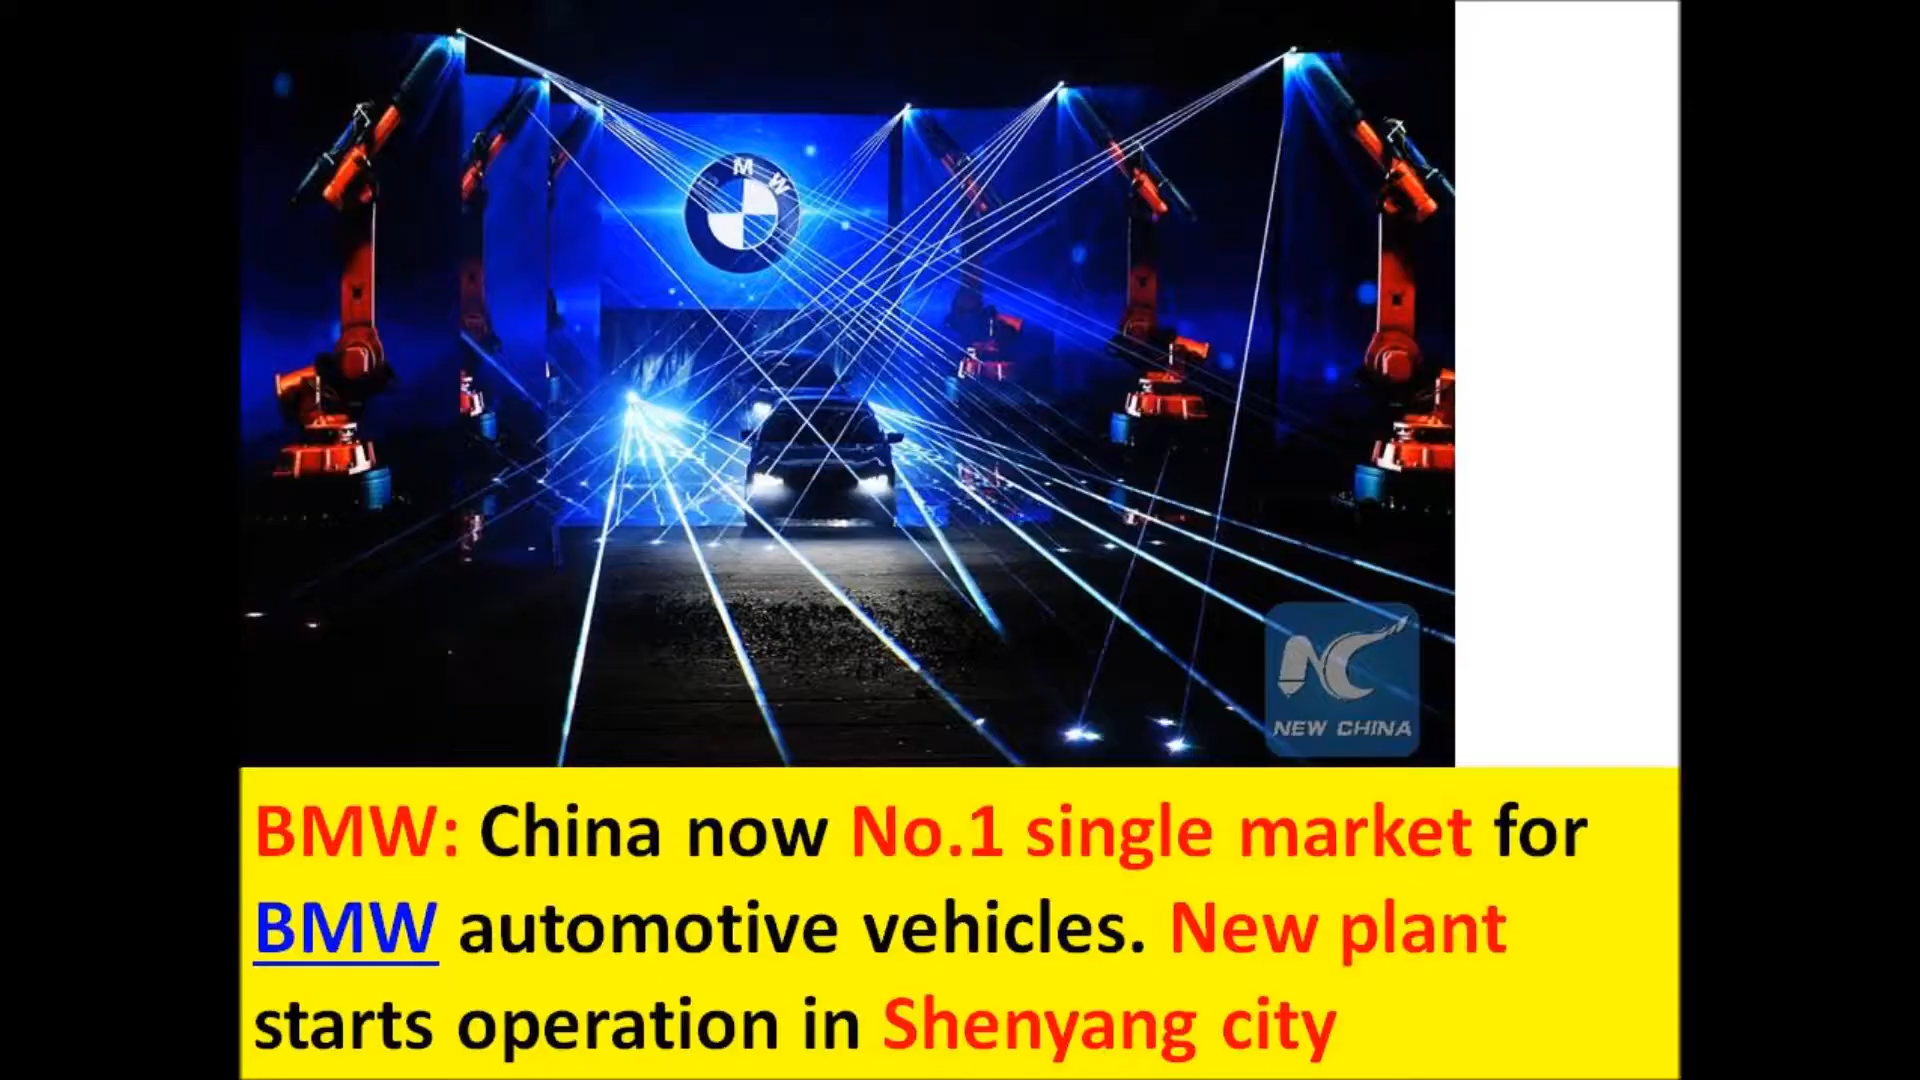 M W
NC
NEW CHINA
BMW: China now No.1 single market for
BMW automotive vehicles. New plant
starts operation in Shenyang city